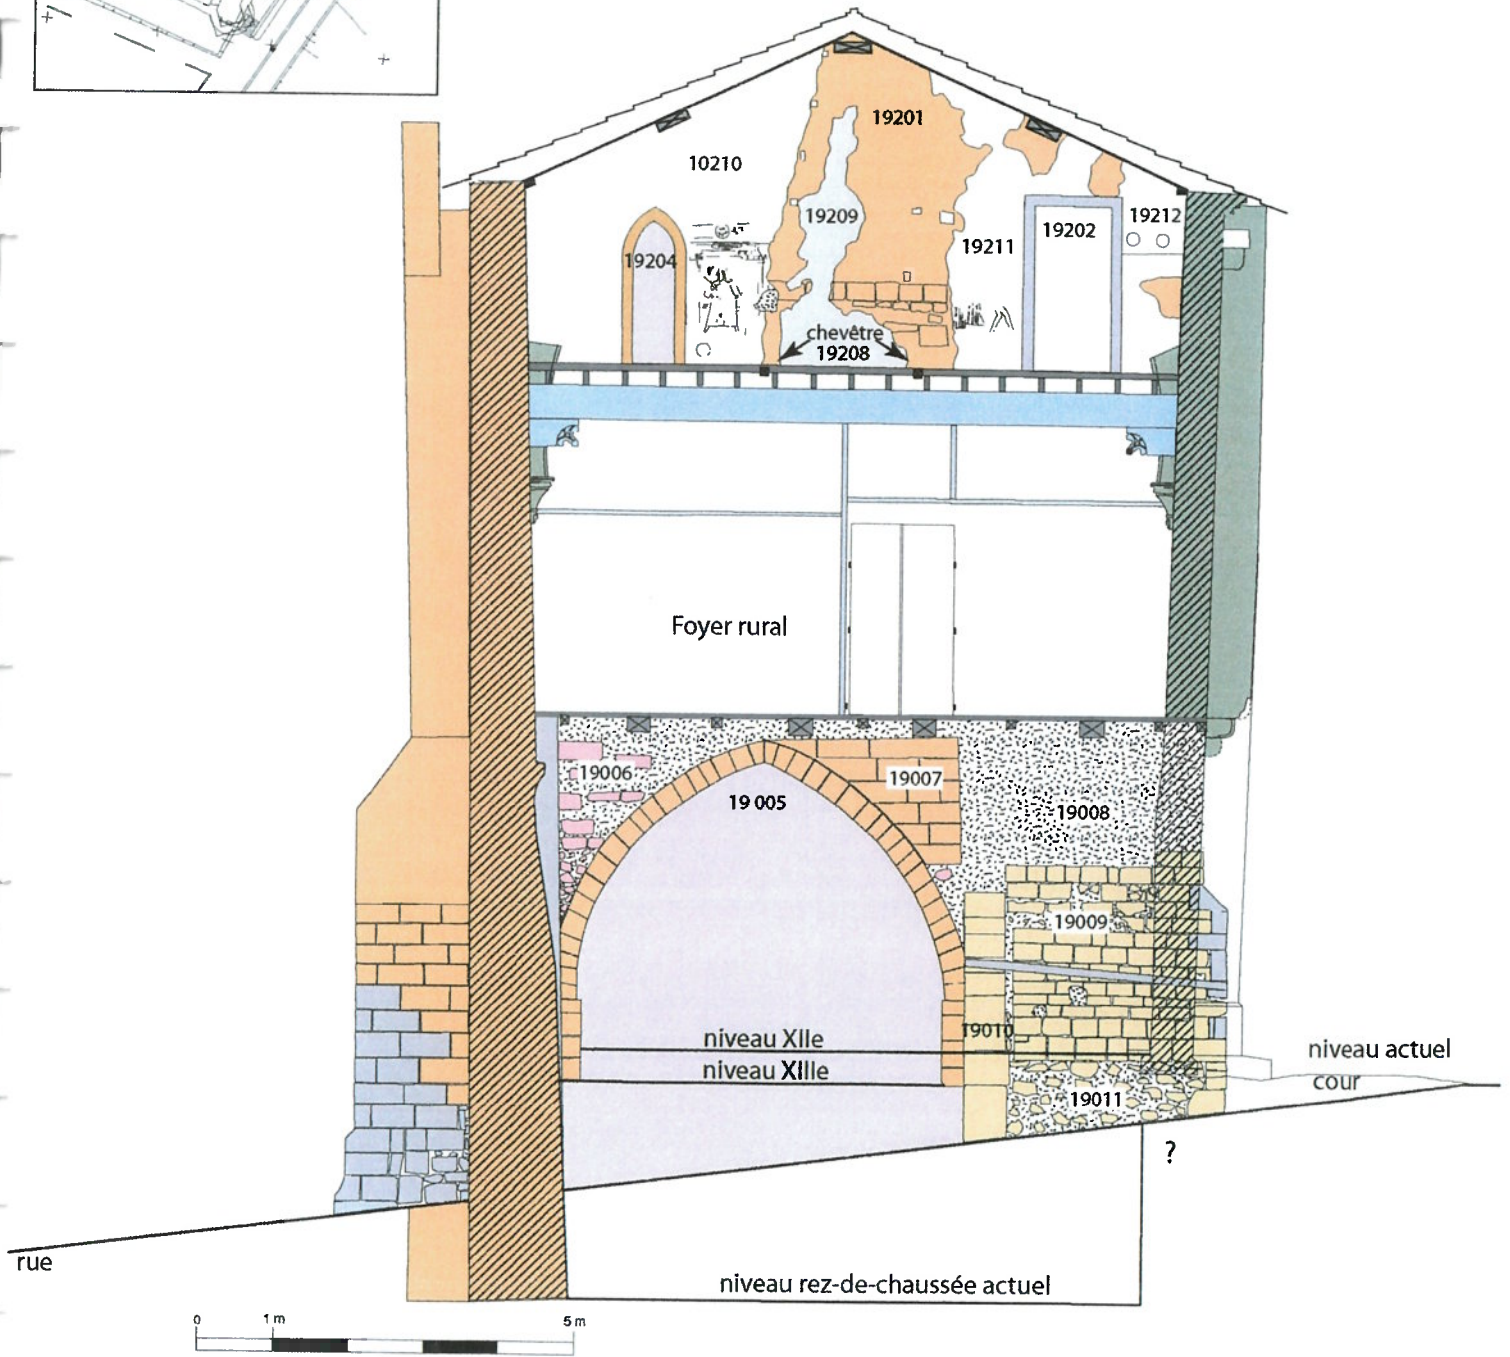 19201
10210
19209
19212
19202
19211
19204
chevêtre
19208
Foyer rural
19006
19007
19 005
19008
19009
19010
niveau XIIe
niveau XIIIe
niveau actuel
cour
19011
?
rue
niveau rez-de-chaussée actuel
0 1 m 5 m